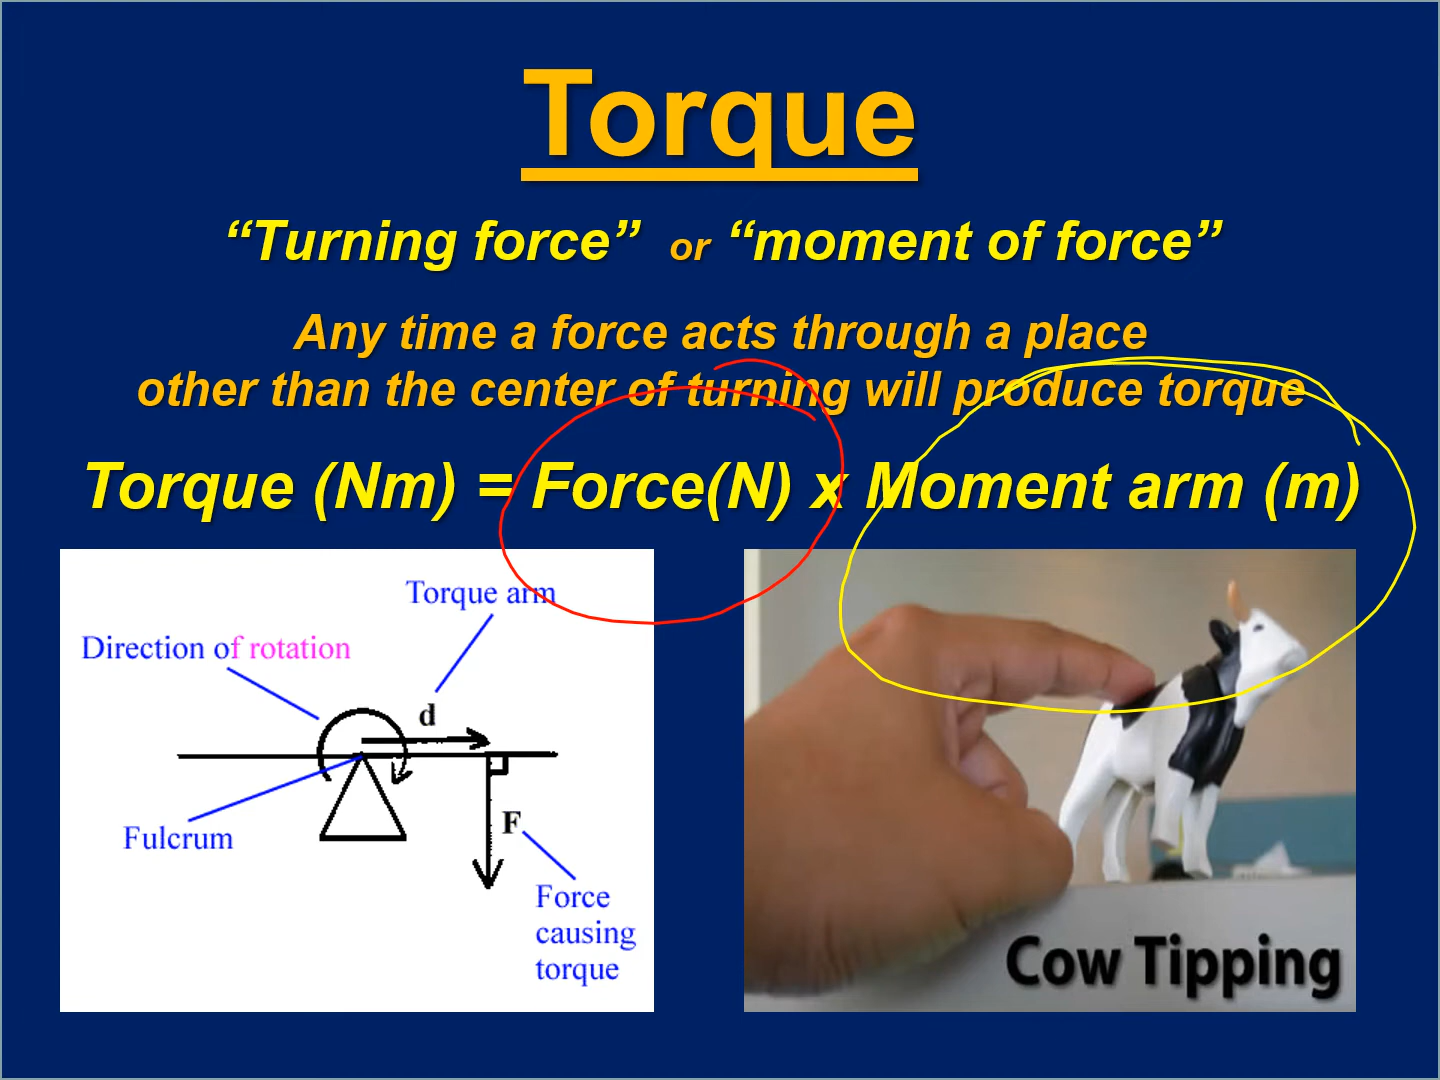 Torque
“Turning force” or “moment of force”
Any time a force acts through a place
other than the center of turning will produce torque
Torque (Nm) = Force(N) x Moment arm (m)
Torque arm
Direction of rotation
d
Fulcrum
F
Force
causing
torque
Cow Tipping